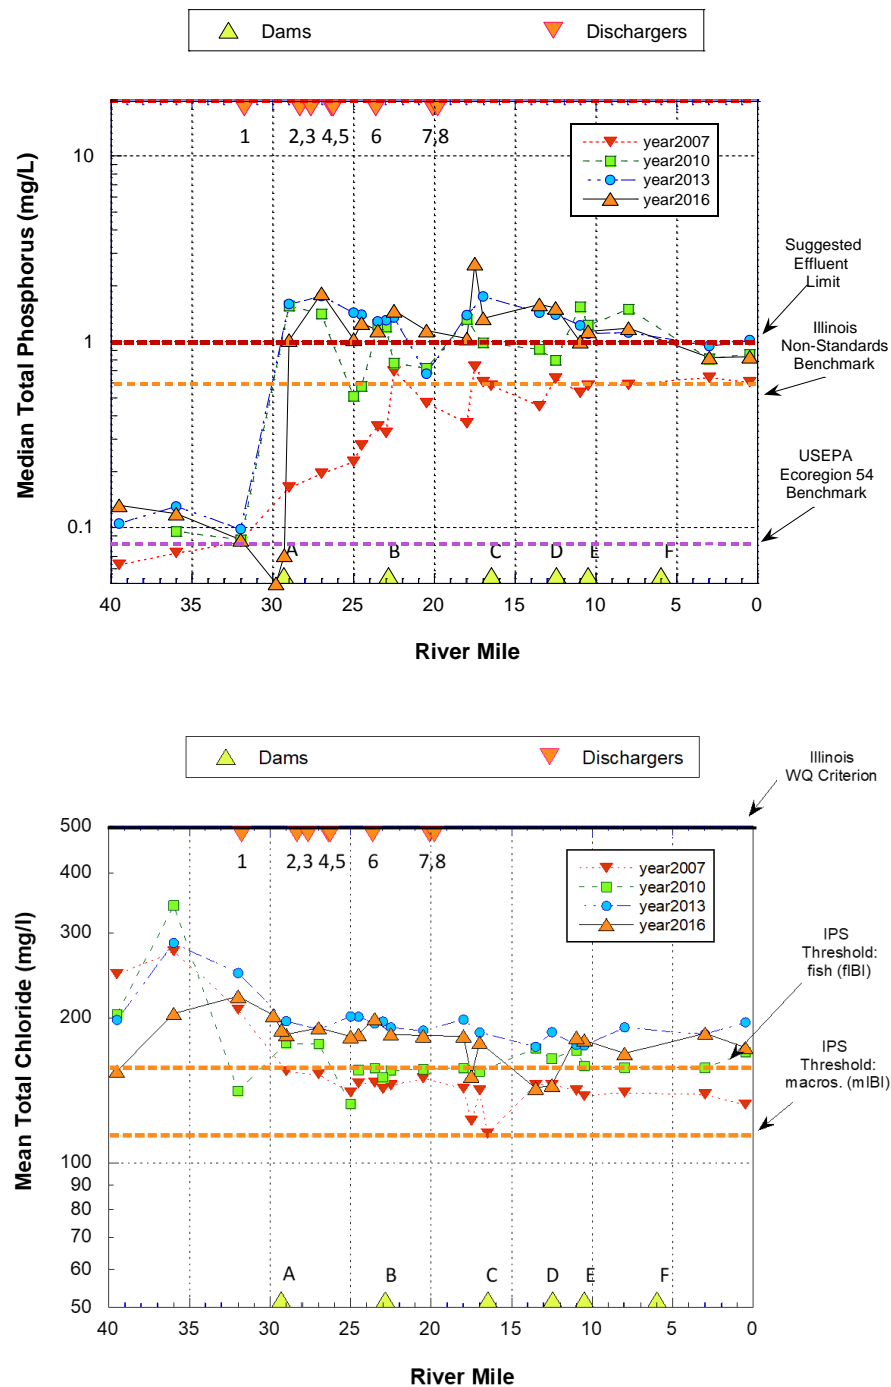 Dams
Dischargers
Median Total Phosphorus (mg/L)
10
1
0.1
1
2,3
4,5
6
7,8
year2007
year2010
year2013
year2016
Suggested
Effluent
Limit
Illinois
Non-Standards
Benchmark
USEPA
Ecoregion 54
Benchmark
A
B
C
D
E
F
40
35
30
25
20
15
10
5
0
River Mile
Dams
Dischargers
Illinois
WQ Criterion
Mean Total Chloride (mg/l)
500
400
300
200
100
90
80
70
60
50
1
2,3
4,5
6
7,8
year2007
year2010
year2013
year2016
IPS
Threshold:
fish (fIBI)
IPS
Threshold:
macros. (mIBI)
A
B
C
D
E
F
40
35
30
25
20
15
10
5
0
River Mile